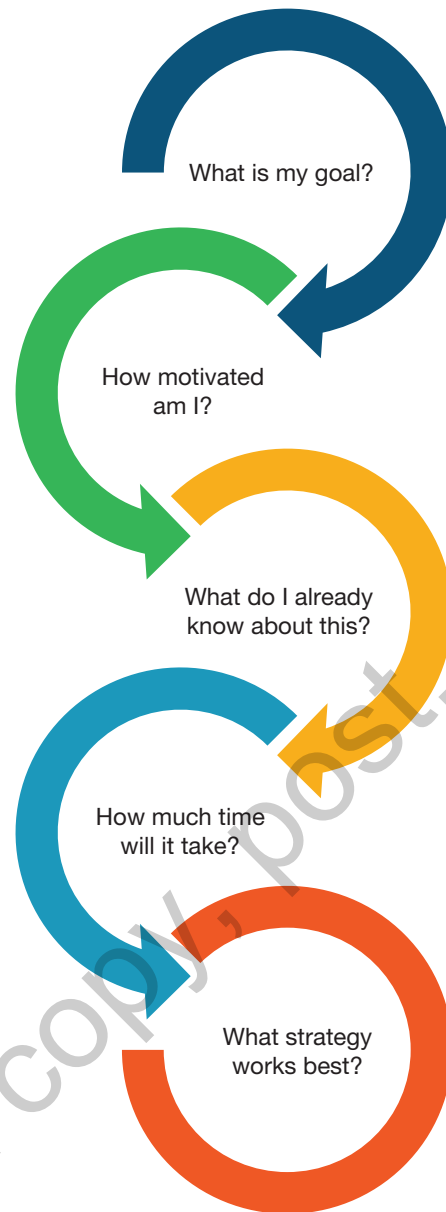 What is my goal?
How motivated
am I?
What do I already
know about this?
How much time
will it take?
What strategy
works best?
copy, post,